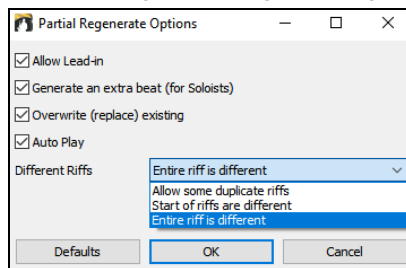 Partial Regenerate Options
Allow Lead-in
Generate an extra beat (for Soloists)
Overwrite (replace) existing
Auto Play
Different Riffs Entire riff is different
Allow some duplicate riffs
Start of riffs are different
Entire riff is different
Defaults OK Cancel